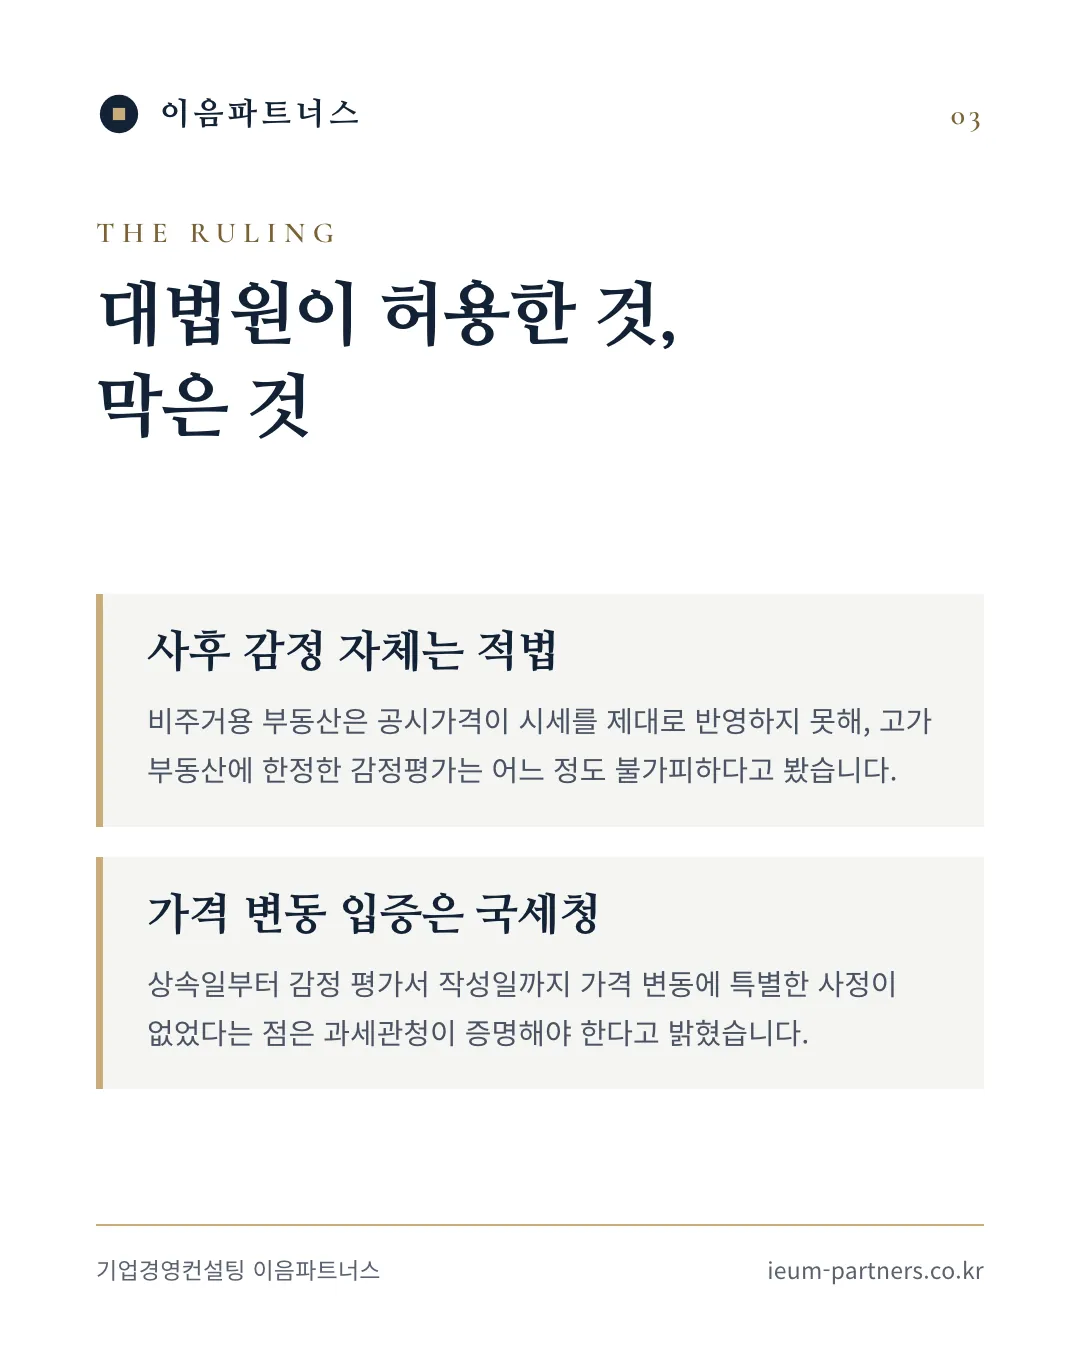 이음파트너스
03
THE RULING
대법원이 허용한 것,
막은 것
사후 감정 자체는 적법
비주거용 부동산은 공시가격이 시세를 제대로 반영하지 못해, 고가
부동산에 한정한 감정평가는 어느 정도 불가피하다고 봤습니다.
가격 변동 입증은 국세청
상속일부터 감정 평가서 작성일까지 가격 변동에 특별한 사정이
없었다는 점은 과세관청이 증명해야 한다고 밝혔습니다.
기업경영컨설팅 이음파트너스
ieum-partners.co.kr